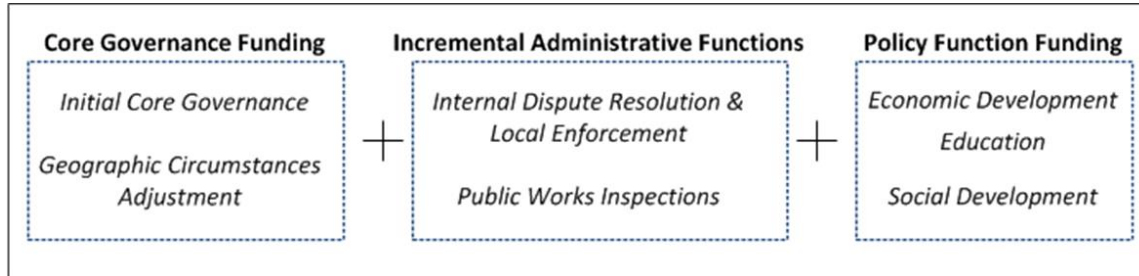 Core Governance Funding
Initial Core Governance
Geographic Circumstances
Adjustment
+
Incremental Administrative Functions
Internal Dispute Resolution &
Local Enforcement
Public Works Inspections
+
Policy Function Funding
Economic Development
Education
Social Development